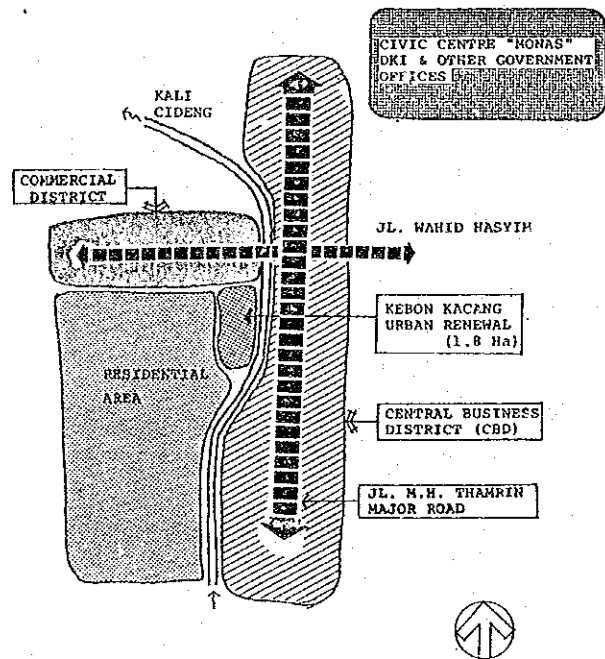 CIVIC CENTRE "MONAS"
DKI & OTHER GOVERNMENT
OFFICES
KALI
CIDENG
COMMERCIAL
DISTRICT
JL. WAHID HASYIM
KEBON KACANG
URBAN RENEWAL
(1.8 Ha)
RESIDENTIAL
AREA
CENTRAL BUSINESS
DISTRICT (CBD)
JL. M.H. THAMRIN
MAJOR ROAD